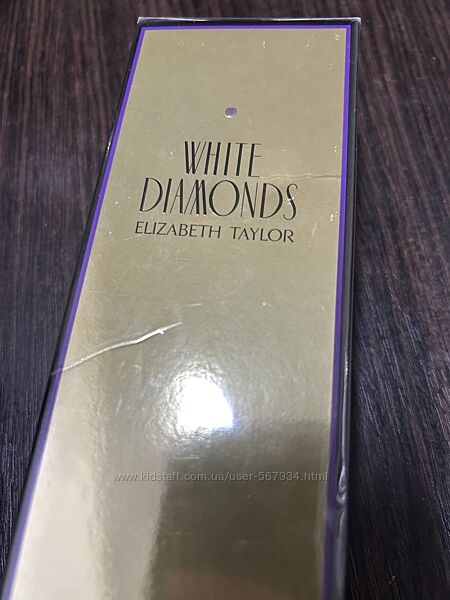 WHITE
DIAMONDS
ELIZABETH TAYLOR
www.kidstaff.com.ua/user-567934.html